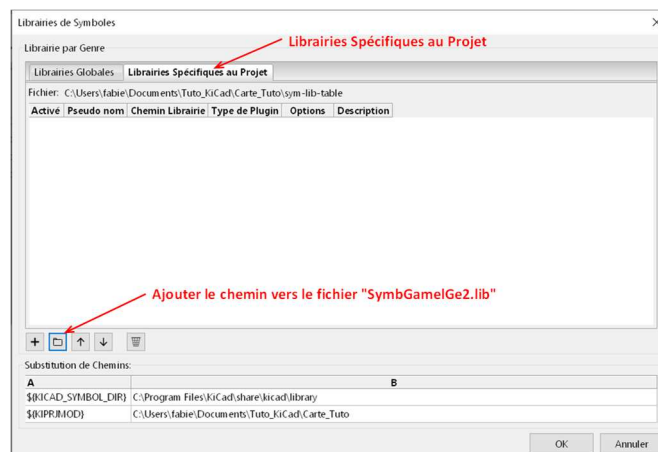 Librairies de Symboles
Librairies Spécifiques au Projet
Librairie par Genre
Librairies Globales Librairies Spécifiques au Projet
Fichier: C:\Users\fabie\Documents\Tuto_KiCad\Carte_Tuto\sym-lib-table
Activé Pseudo nom Chemin Librairie Type de Plugin Options Description
Ajouter le chemin vers le fichier "SymbGamelGe2.lib"
Substitution de Chemins:
A B
${KICAD_SYMBOL_DIR} C:\Program Files\KiCad\share\kicad\library
${KIPRJMOD} C:\Users\fabie\Documents\Tuto_KiCad\Carte_Tuto
OK Annuler